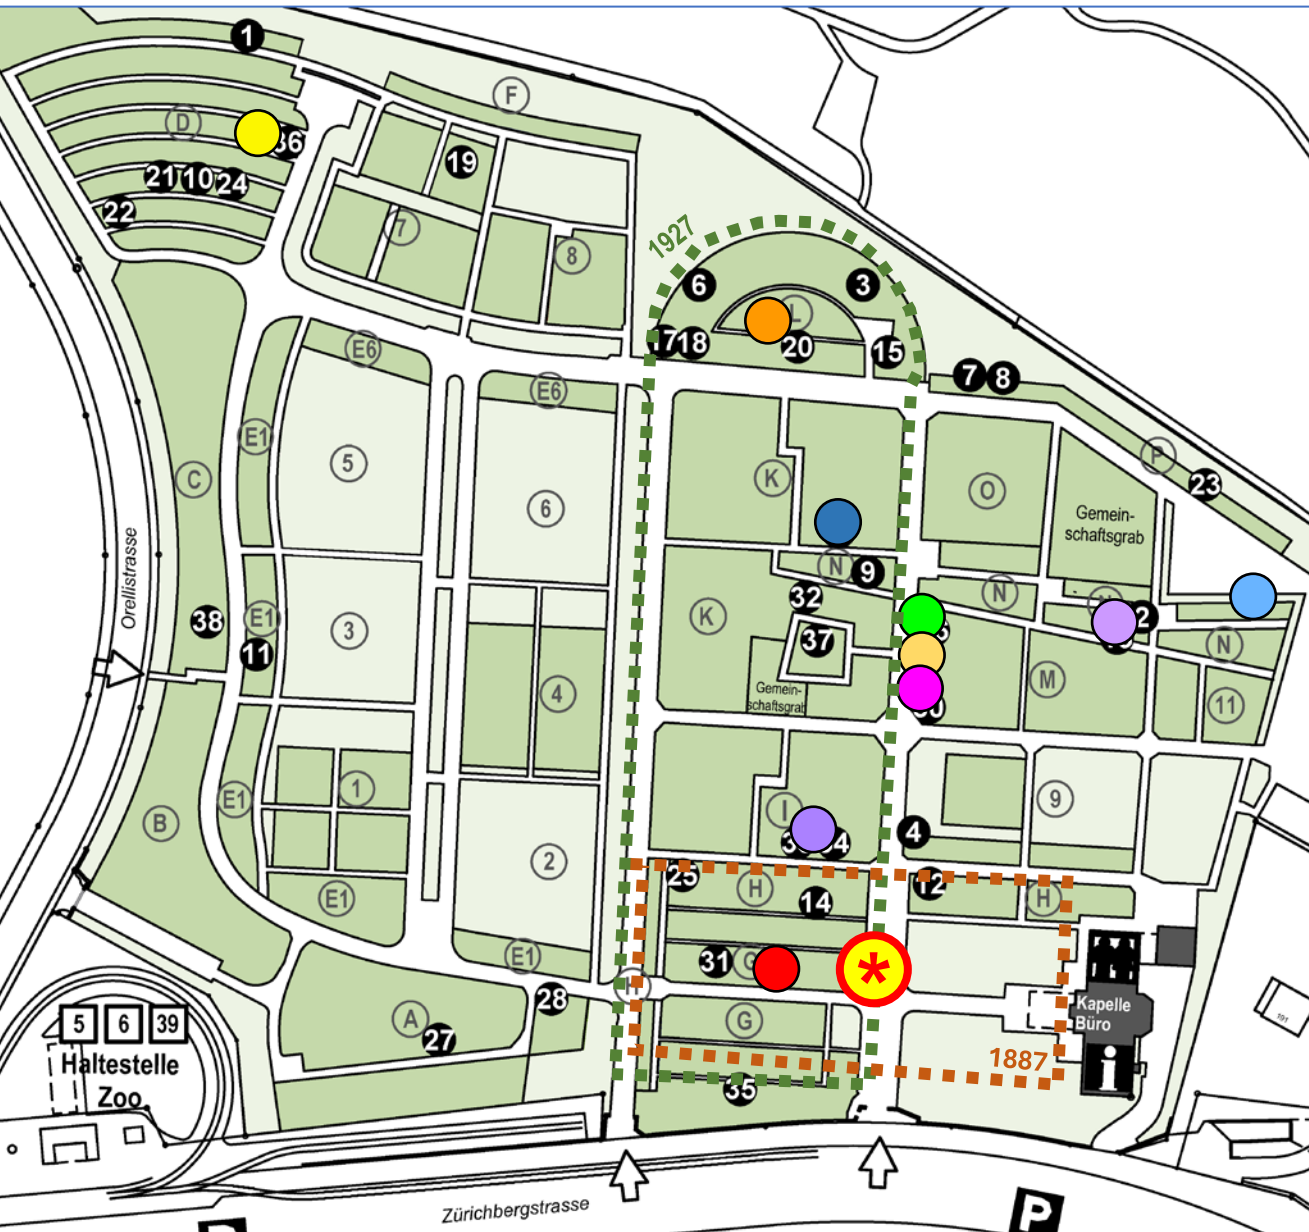 1
F
D
36
19
21 10 24
22
7
8
1927
6
3
L
17 18
20
15
7 8
E6
E6
P
23
E1
C
5
K
O
6
Gemein-
schaftsgrab
Orellistrasse
N
9
N
32
38
E1
3
K
37
2
N
11
4
Gemein-
schaftsgrab
M
11
1
E1
B
I
4
9
2
25
H
14
12
H
E1
E1
31
G
*
H
28
A
27
G
Kapelle
Büro
i
1887
35
5 6 39
Haltestelle
Zoo
191
Zürichbergstrasse
P